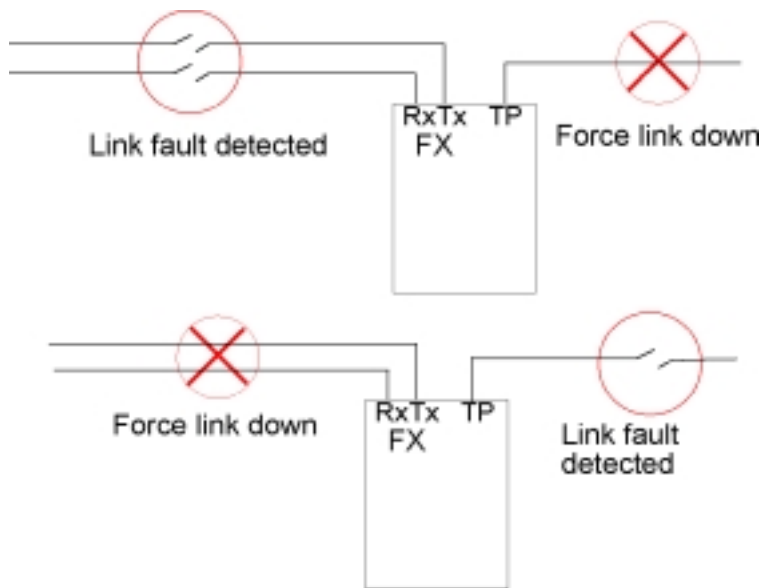 Link fault detected
RxTx TP
FX
Force link down
Force link down
RxTx TP
FX
Link fault
detected